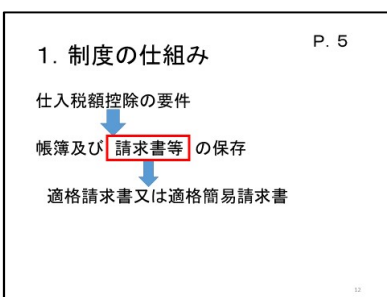 P. 5
1. 制度の仕組み
仕入税額控除の要件
帳簿及び 請求書等 の保存
適格請求書又は適格簡易請求書
12